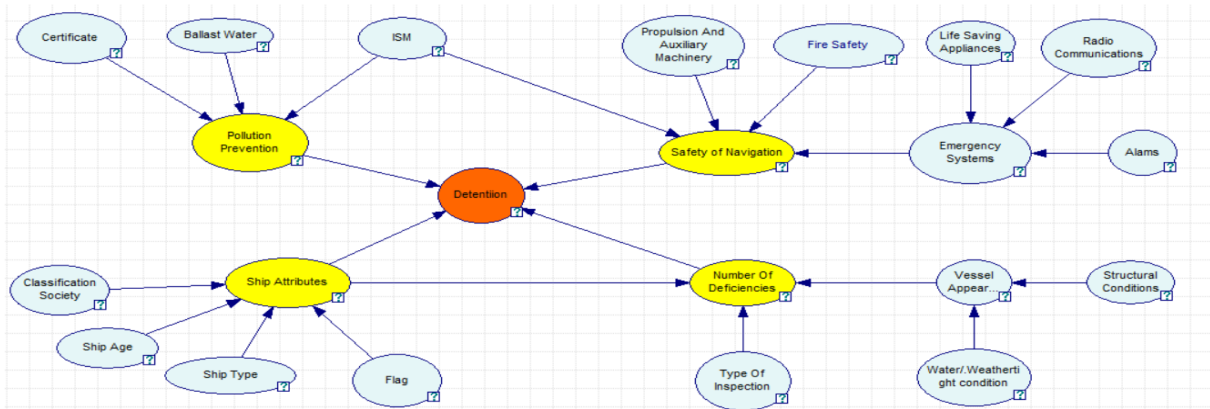 Certificate
?
Ballast Water
?
ISM
?
Propulsion And
Auxiliary
Machinery
?
Fire Safety
?
Life Saving
Appliances
?
Radio
Communications
?
Pollution
Prevention
?
Safety of Navigation
?
Emergency
Systems
?
Alams
?
Detentiion
?
Classification
Society
?
Ship Attributes
?
Number Of
Deficiencies
?
Vessel
Appear...
?
Structural
Conditions
?
Ship Age
?
Ship Type
?
Flag
?
Type Of
Inspection
?
Water/.Weatherti
ght condition
?